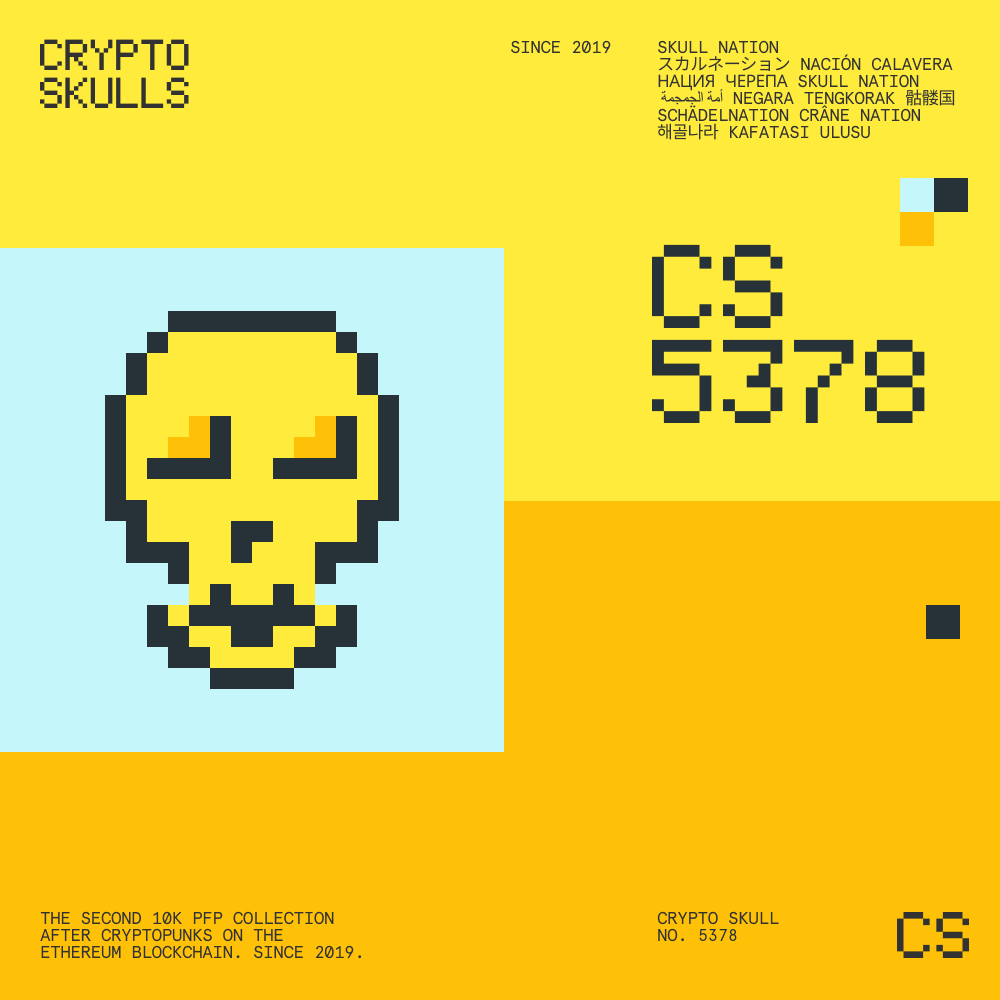 CRYPTO
SKULLS
SINCE 2019
SKULL NATION
スカルネーション NACIÓN CALAVERA
НАЦИЯ ЧЕРЕПА SKULL NATION
أمة الجمجمة NEGARA TENGKORAK 骷髅国
SCHÄDELNATION CRÂNE NATION
해골나라 KAFATASI ULUSU
CS
5378
THE SECOND 10K PFP COLLECTION
AFTER CRYPTOPUNKS ON THE
ETHEREUM BLOCKCHAIN. SINCE 2019.
CRYPTO SKULL
NO. 5378
CS